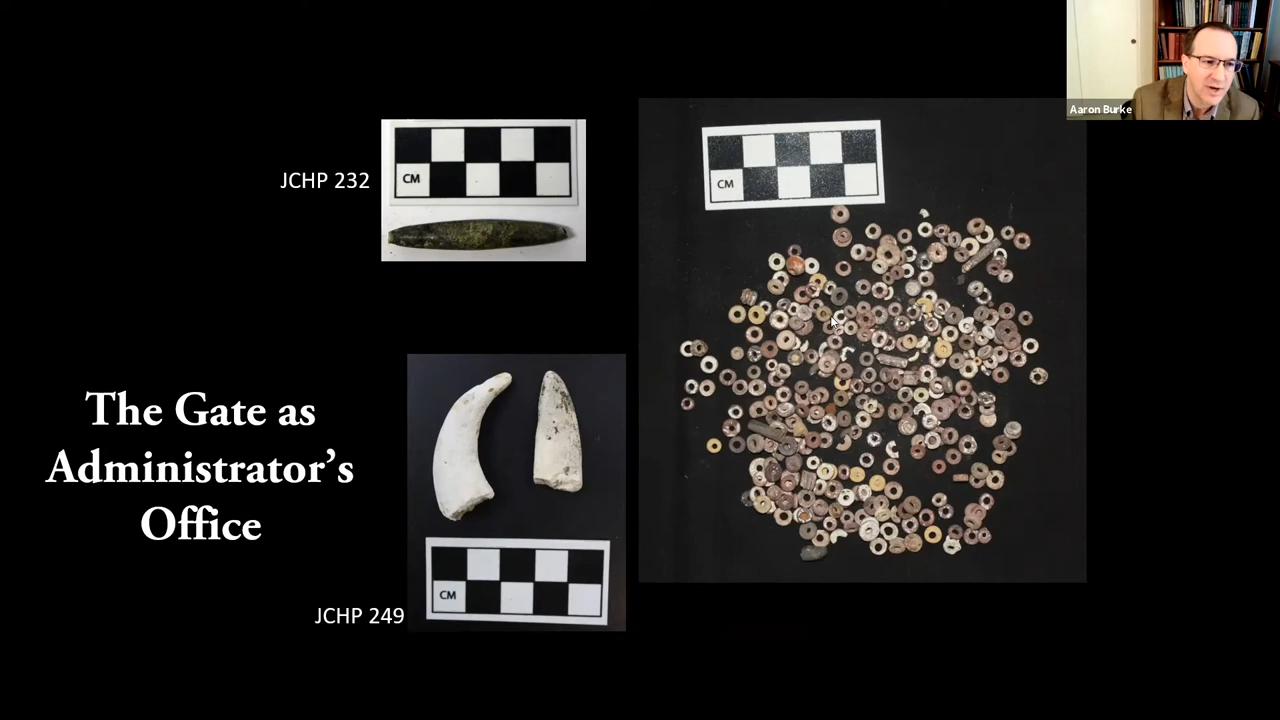 Aaron Burke
JCHP 232
CM
CM
The Gate as
Administrator's
Office
CM
JCHP 249